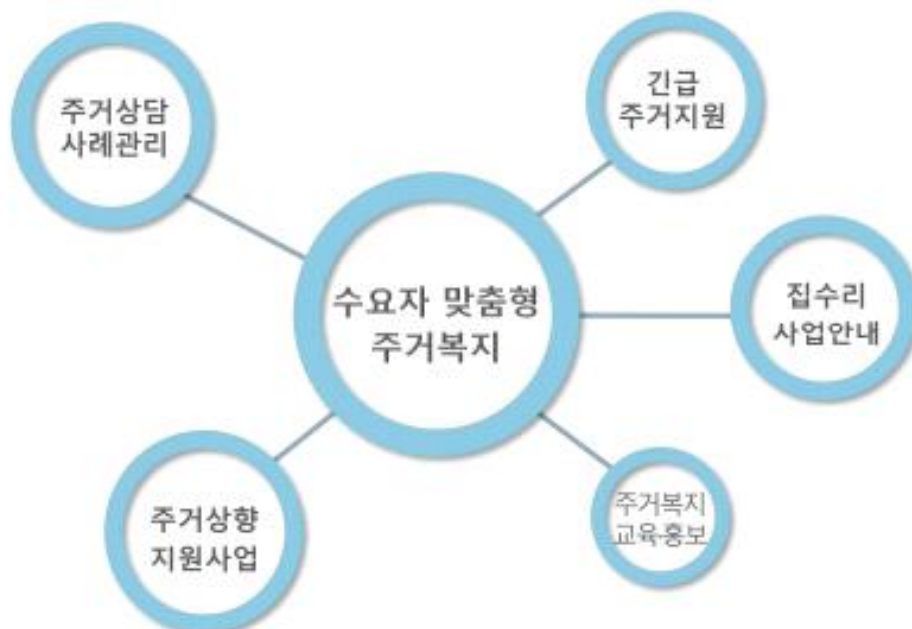 주거상담
사례관리
긴급
주거지원
수요자 맞춤형
주거복지
집수리
사업안내
주거상향
지원사업
주거복지
교육·홍보